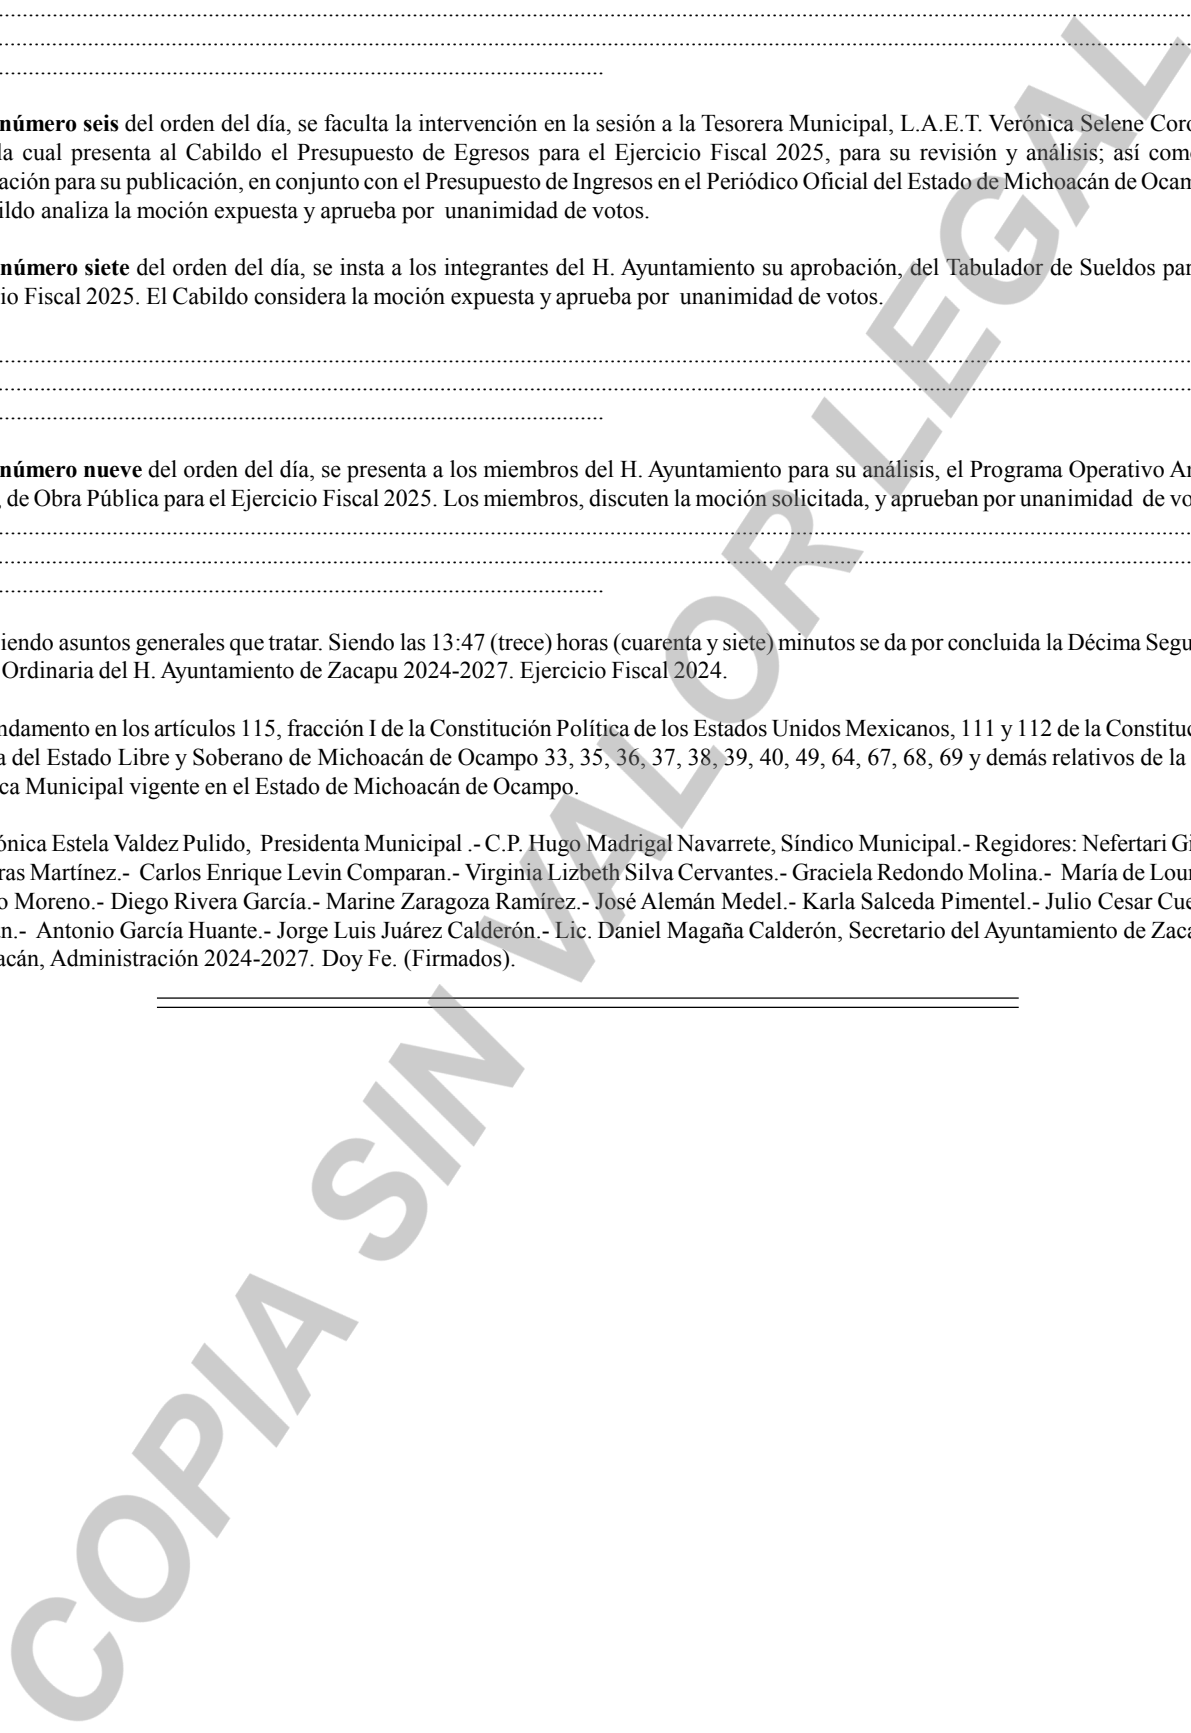 número seis del orden del día, se faculta la intervención en la sesión a la Tesorera Municipal, L.A.E.T. Verónica Selene Coro
la cual presenta al Cabildo el Presupuesto de Egresos para el Ejercicio Fiscal 2025, para su revisión y análisis; así com
ación para su publicación, en conjunto con el Presupuesto de Ingresos en el Periódico Oficial del Estado de Michoacán de Ocam
ildo analiza la moción expuesta y aprueba por unanimidad de votos.
número siete del orden del día, se insta a los integrantes del H. Ayuntamiento su aprobación, del Tabulador de Sueldos par
io Fiscal 2025. El Cabildo considera la moción expuesta y aprueba por unanimidad de votos.
número nueve del orden del día, se presenta a los miembros del H. Ayuntamiento para su análisis, el Programa Operativo An
, de Obra Pública para el Ejercicio Fiscal 2025. Los miembros, discuten la moción solicitada, y aprueban por unanimidad de vo
iendo asuntos generales que tratar. Siendo las 13:47 (trece) horas (cuarenta y siete) minutos se da por concluida la Décima Segu
Ordinaria del H. Ayuntamiento de Zacapu 2024-2027. Ejercicio Fiscal 2024.
ndamento en los artículos 115, fracción I de la Constitución Política de los Estados Unidos Mexicanos, 111 y 112 de la Constituc
a del Estado Libre y Soberano de Michoacán de Ocampo 33, 35, 36, 37, 38, 39, 40, 49, 64, 67, 68, 69 y demás relativos de la
ca Municipal vigente en el Estado de Michoacán de Ocampo.
ónica Estela Valdez Pulido, Presidenta Municipal .- C.P. Hugo Madrigal Navarrete, Síndico Municipal.- Regidores: Nefertari Gi
ras Martínez.- Carlos Enrique Levin Comparan.- Virginia Lizbeth Silva Cervantes.- Graciela Redondo Molina.- María de Lour
o Moreno.- Diego Rivera García.- Marine Zaragoza Ramírez.- José Alemán Medel.- Karla Salceda Pimentel.- Julio Cesar Cue
n.- Antonio García Huante.- Jorge Luis Juárez Calderón.- Lic. Daniel Magaña Calderón, Secretario del Ayuntamiento de Zaca
acán, Administración 2024-2027. Doy Fe. (Firmados).
COPIA SIN VALOR LEGAL